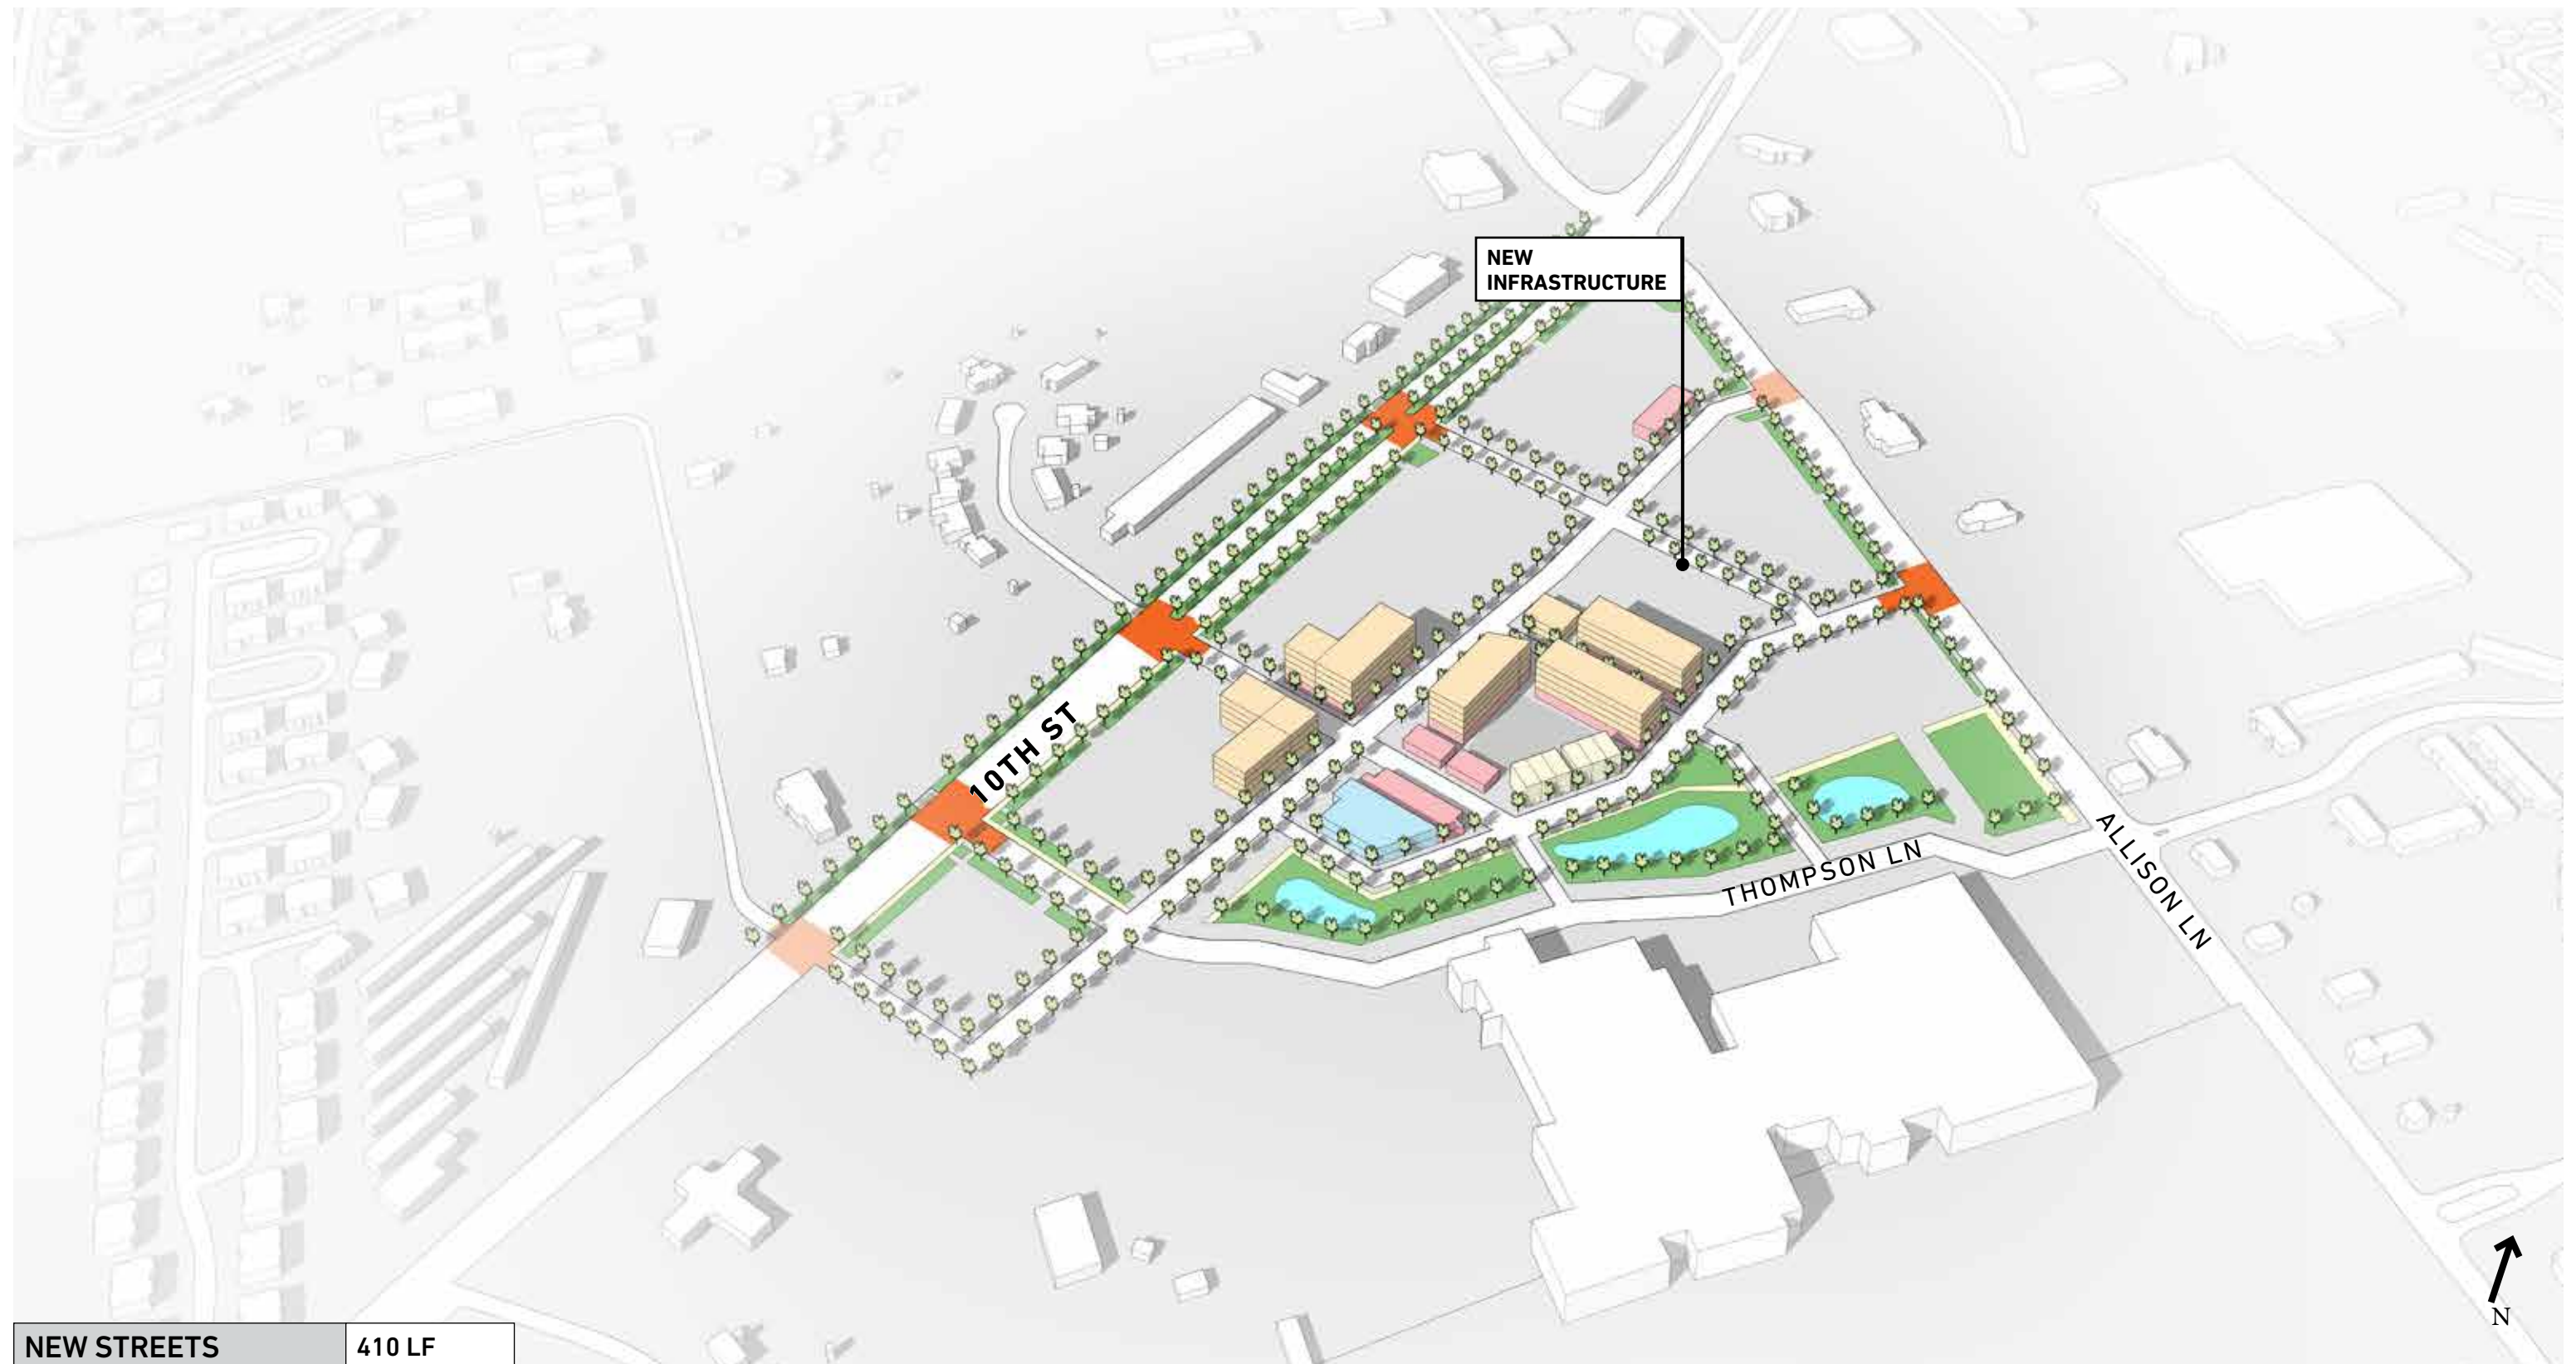 NEW
INFRASTRUCTURE
10TH ST
THOMPSON LN
ALLISON LN
N
NEW STREETS
410 LF